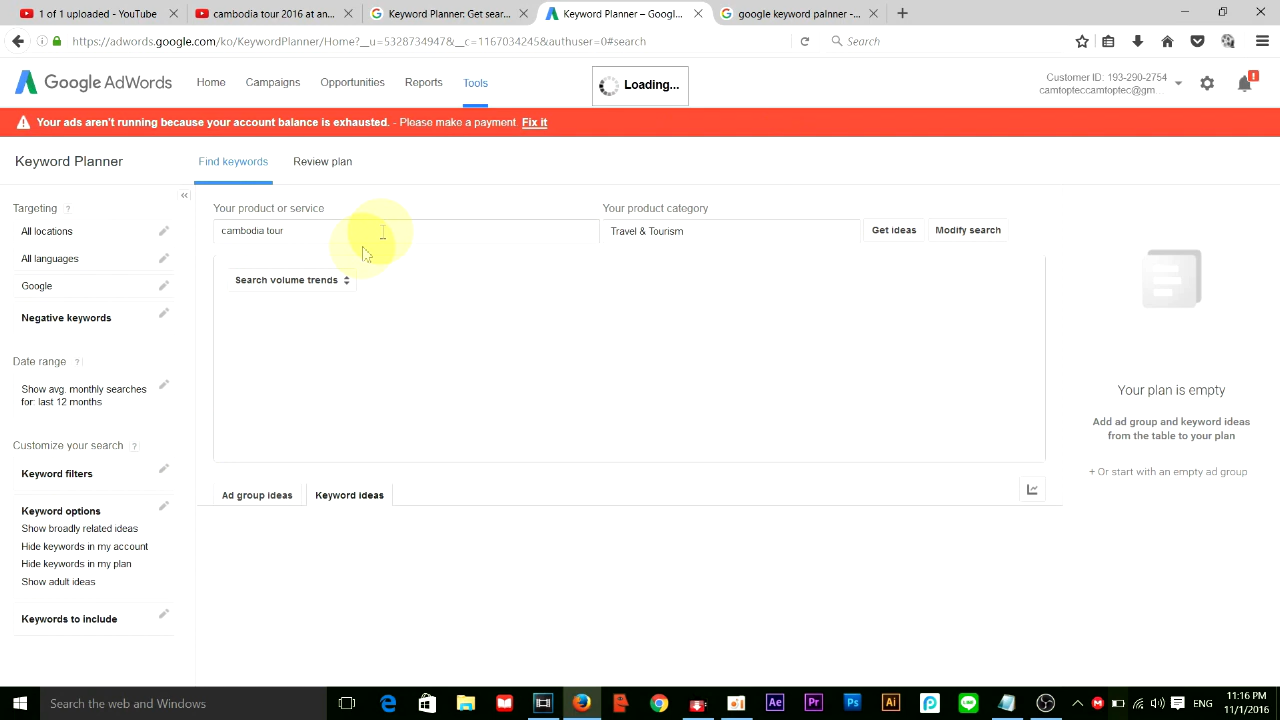 1 of 1 videos - YouTube
cambodia tour 2016 at an...
Keyword Planner: Get sear...
Keyword Planner – Googl...
google keyword palnner -...
https://adwords.google.com/ko/KeywordPlanner/Home?__u=5328734947&__c=1167034245&authuser=0#search
Search
Google AdWords
Home
Campaigns
Opportunities
Reports
Tools
Loading...
Customer ID: 193-290-2754
camtopteccamtoptec@gm...
Your ads aren't running because your account balance is exhausted. - Please make a payment Fix it
Keyword Planner
Find keywords
Review plan
Targeting ?
All locations
All languages
Google
Negative keywords
Date range ?
Show avg. monthly searches
for: last 12 months
Customize your search ?
Keyword filters
Keyword options
Show broadly related ideas
Hide keywords in my account
Hide keywords in my plan
Show adult ideas
Keywords to include
Your product or service
cambodia tour
Your product category
Travel & Tourism
Get ideas
Modify search
Search volume trends
Ad group ideas
Keyword ideas
Your plan is empty
Add ad group and keyword ideas
from the table to your plan
+ Or start with an empty ad group
Search the web and Windows
Ae
Pr
Ps
Ai
ENG
11:16 PM
11/1/2016